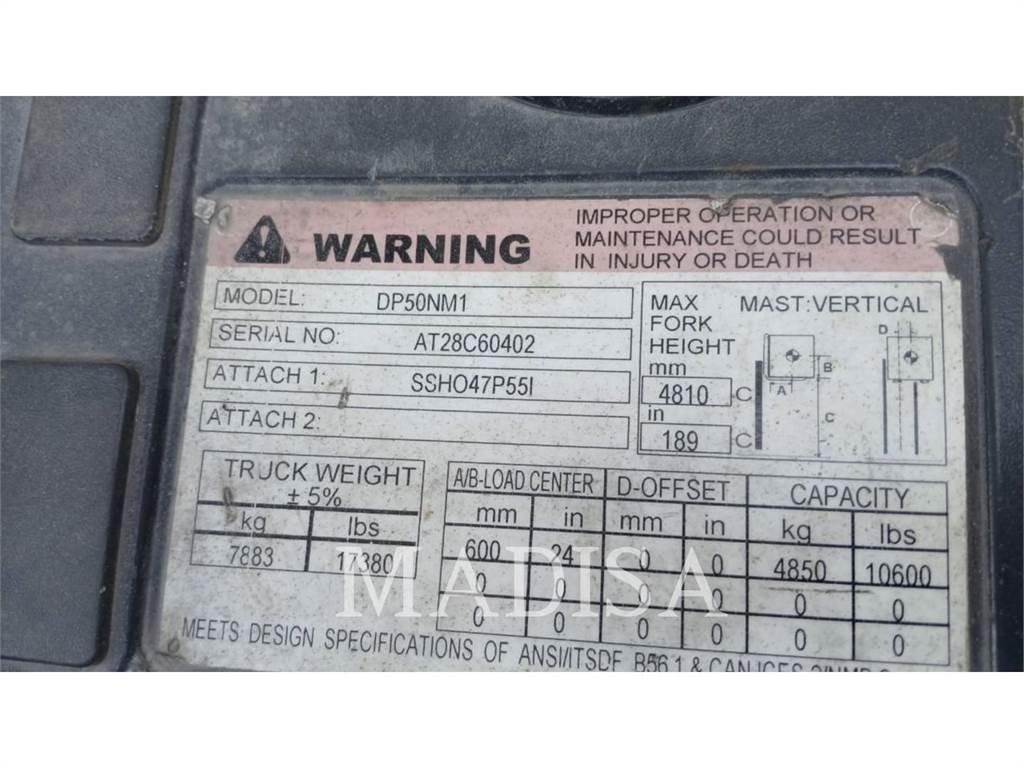 WARNING
IMPROPER OPERATION OR
MAINTENANCE COULD RESULT
IN INJURY OR DEATH
MODEL: DP50NM1
SERIAL NO: AT28C60402
ATTACH 1: SSHO47P55I
ATTACH 2:
MAX
FORK
HEIGHT
mm
4810 C
in
189 C
MAST:VERTICAL
D
B
A
C
TRUCK WEIGHT
± 5%
kg lbs
7883 17380
A/B-LOAD CENTER D-OFFSET CAPACITY
mm in mm in kg lbs
600 24 0 0 4850 10600
0 0 0 0 0 0
0 0 0 0 0 0
MADISA
MEETS DESIGN SPECIFICATIONS OF ANSI/ITSDF B56.1 &